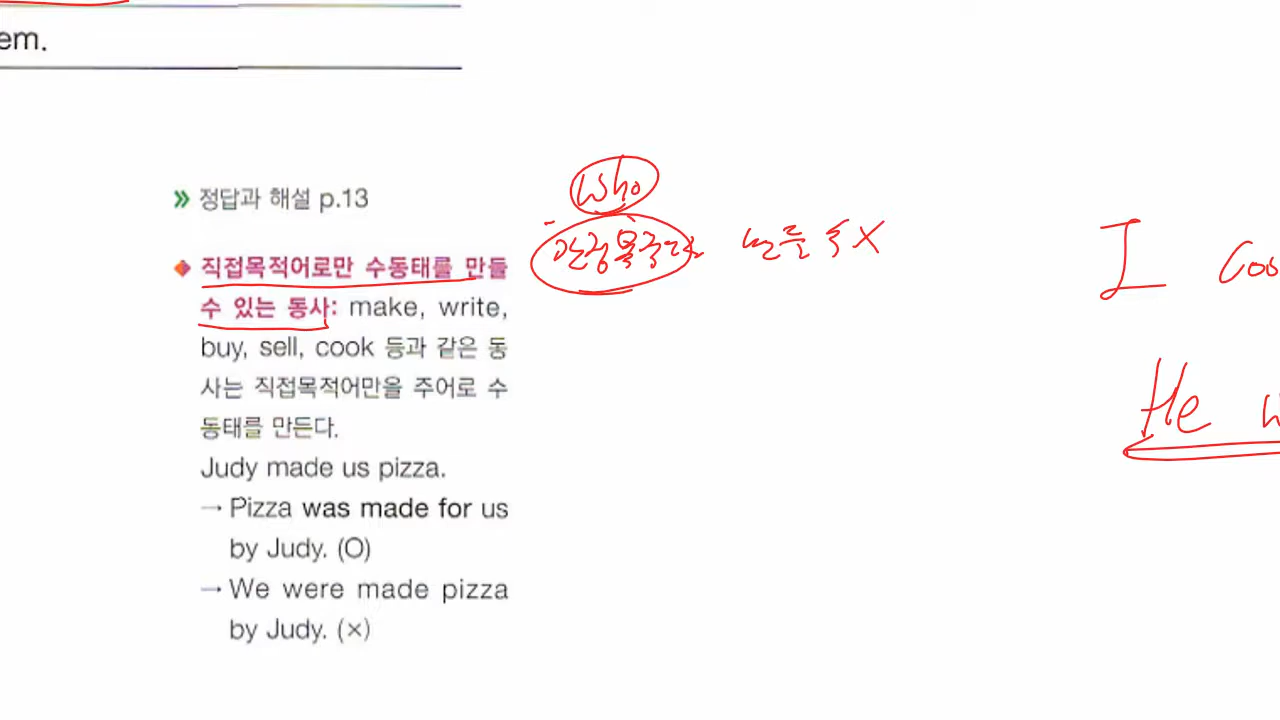 em.
» 정답과 해설 p.13
Who
간접목적어 만들 수 X
◆ 직접목적어로만 수동태를 만들
수 있는 동사: make, write,
buy, sell, cook 등과 같은 동
사는 직접목적어만을 주어로 수
동태를 만든다.
Judy made us pizza.
→ Pizza was made for us
by Judy. (O)
→ We were made pizza
by Judy. (×)
I coo
He w